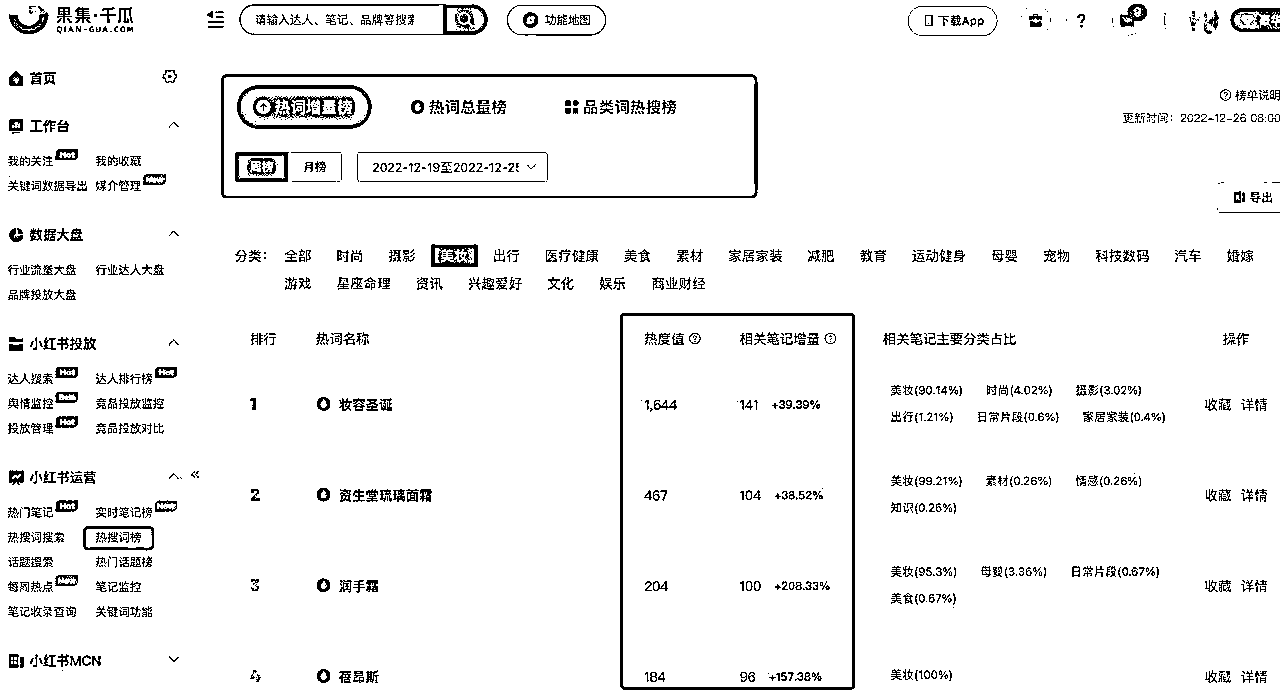 果集·千瓜
QIAN-GUA.COM
请输入达人、笔记、品牌等搜索
功能地图
下载App
?
首页
工作台
我的关注 Hot 我的收藏
关键词数据导出 媒介管理 New
数据大盘
行业流量大盘 行业达人大盘
品牌投放大盘
小红书投放
达人搜索 Hot 达人排行榜 Hot
舆情监控 竞品投放监控
投放管理 Hot 竞品投放对比
小红书运营
热门笔记 Hot 实时笔记榜 New
热搜词搜索 热搜词榜
话题搜索 热门话题榜
每周热点 New 笔记监控
笔记收录查询 关键词功能
小红书MCN
热词增量榜 热词总量榜 品类词热搜榜
周榜 月榜 2022-12-19至2022-12-25
榜单说明
更新时间：2022-12-26 08:00
导出
分类： 全部 时尚 摄影 美妆 出行 医疗健康 美食 素材 家居家装 减肥 教育 运动健身 母婴 宠物 科技数码 汽车 婚嫁
游戏 星座命理 资讯 兴趣爱好 文化 娱乐 商业财经
排行 热词名称 热度值 相关笔记增量 相关笔记主要分类占比 操作
1 妆容圣诞 1,644 141 +39.39% 美妆(90.14%) 时尚(4.02%) 摄影(3.02%) 收藏 详情
出行(1.21%) 日常片段(0.6%) 家居家装(0.4%)
2 资生堂琉璃面霜 467 104 +38.52% 美妆(99.21%) 素材(0.26%) 情感(0.26%) 收藏 详情
知识(0.26%)
3 润手霜 204 100 +208.33% 美妆(95.3%) 母婴(3.36%) 日常片段(0.67%) 收藏 详情
美食(0.67%)
4 蓓昂斯 184 96 +157.38% 美妆(100%) 收藏 详情